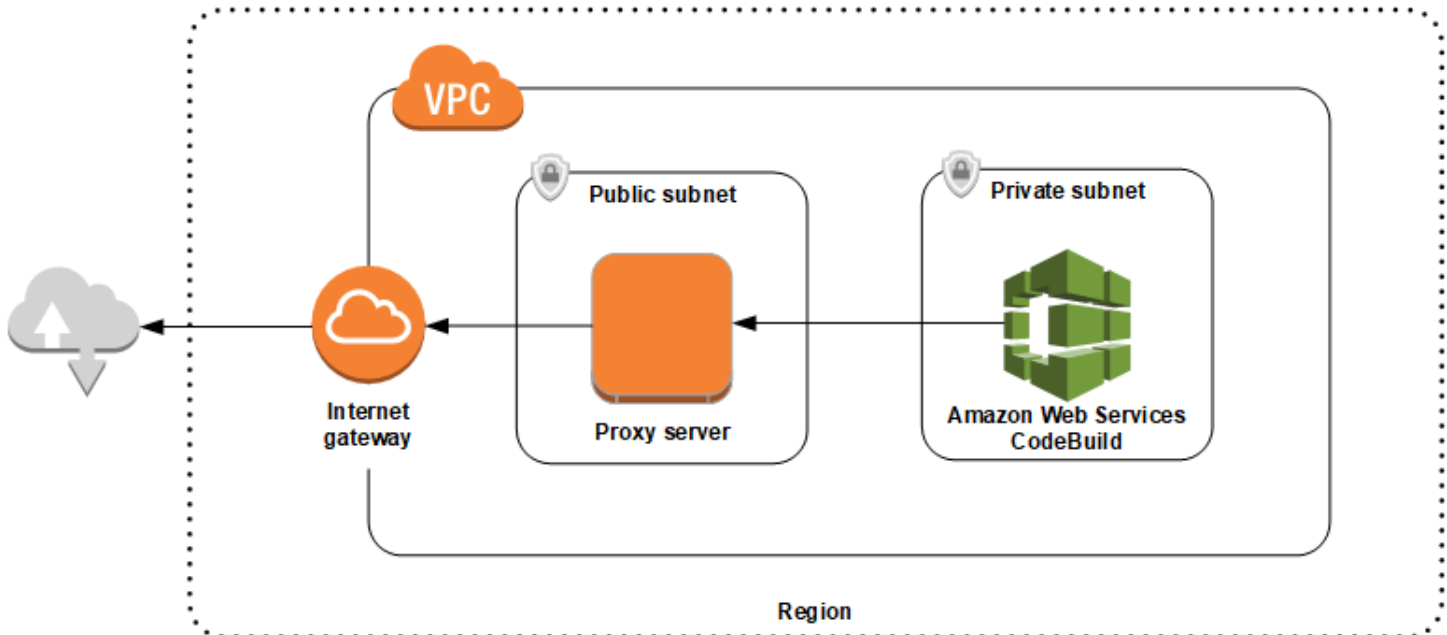 VPC
Public subnet
Private subnet
Internet
gateway
Proxy server
Amazon Web Services
CodeBuild
Region